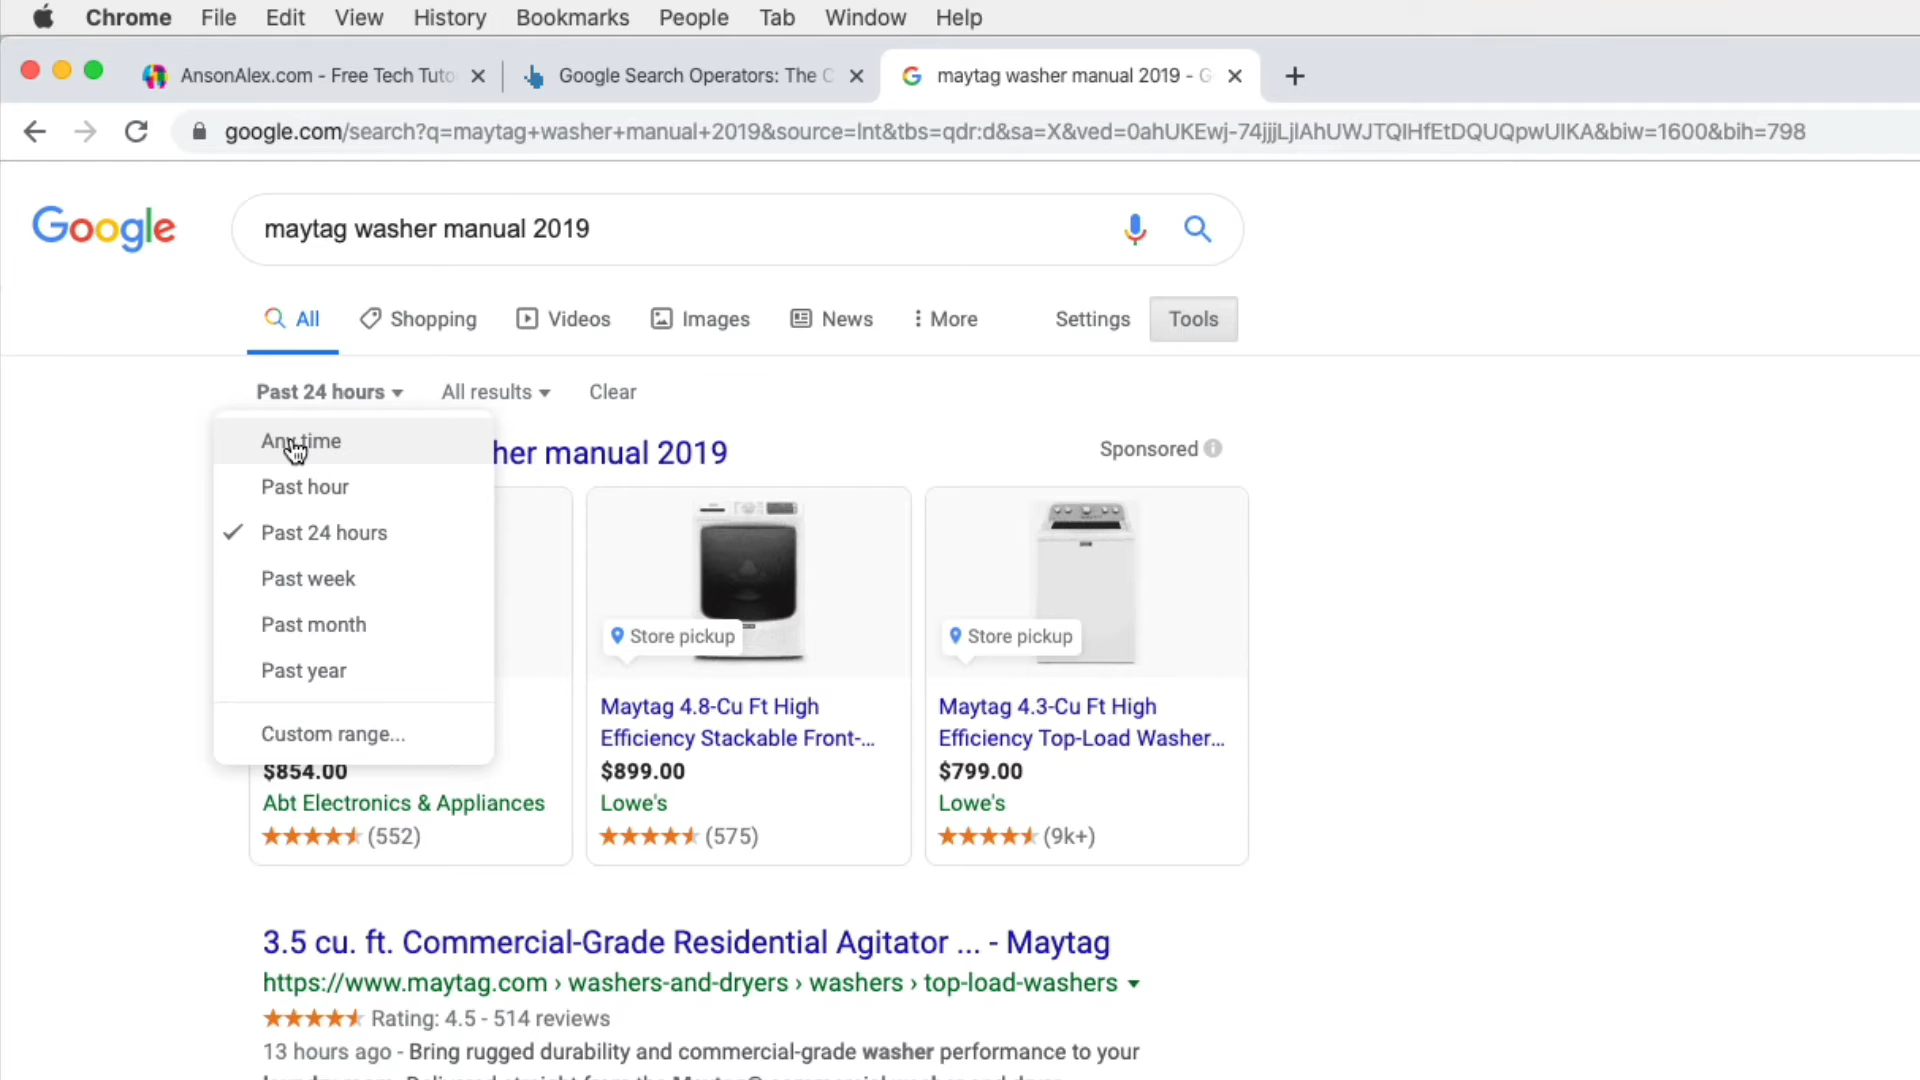 Chrome File Edit View History Bookmarks People Tab Window Help
AnsonAlex.com - Free Tech Tuto Google Search Operators: The C maytag washer manual 2019 - G
google.com/search?q=maytag+washer+manual+2019&source=lnt&tbs=qdr:d&sa=X&ved=0ahUKEwj-74jjjLjlAhUWJTQIHfEtDQUQpwUIKA&biw=1600&bih=798
Google maytag washer manual 2019
All Shopping Videos Images News More Settings Tools
Past 24 hours All results Clear
Any time
Past hour
Past 24 hours
Past week
Past month
Past year
Custom range...
her manual 2019 Sponsored
$854.00
Abt Electronics & Appliances
(552)
Store pickup
Maytag 4.8-Cu Ft High
Efficiency Stackable Front-...
$899.00
Lowe's
(575)
Store pickup
Maytag 4.3-Cu Ft High
Efficiency Top-Load Washer...
$799.00
Lowe's
(9k+)
3.5 cu. ft. Commercial-Grade Residential Agitator ... - Maytag
https://www.maytag.com › washers-and-dryers › washers › top-load-washers
Rating: 4.5 - 514 reviews
13 hours ago - Bring rugged durability and commercial-grade washer performance to your